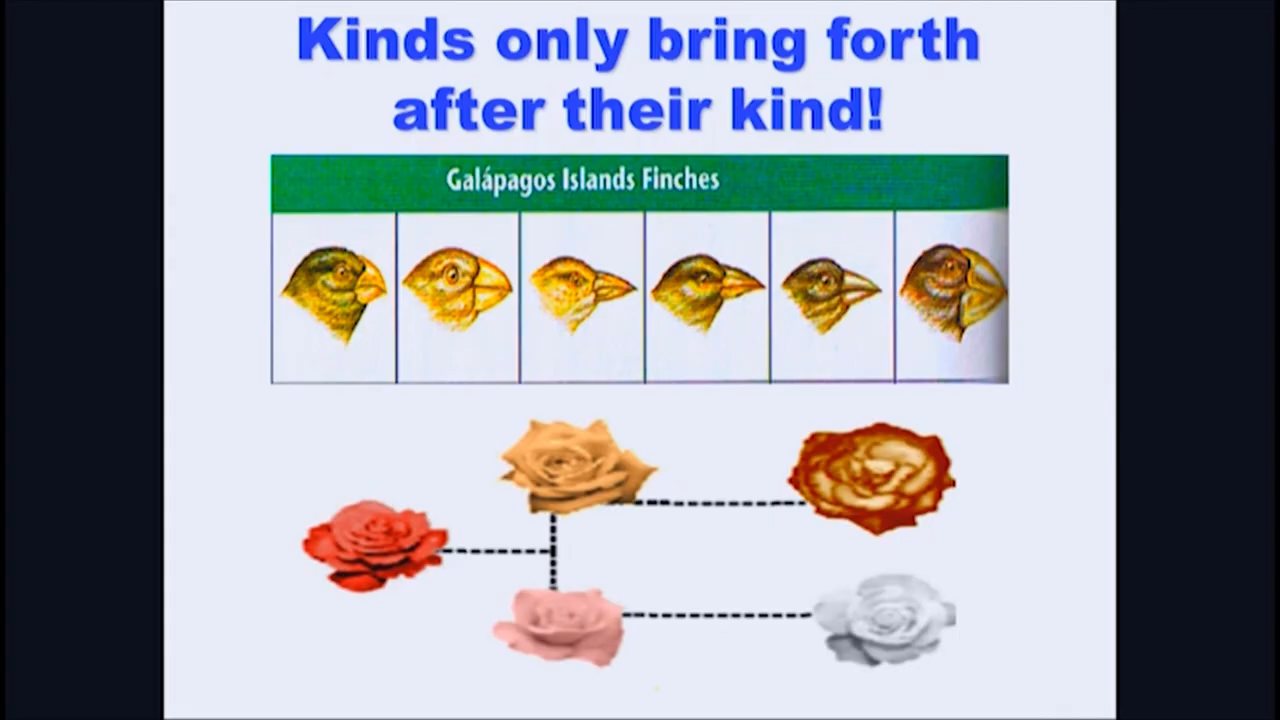 Kinds only bring forth
after their kind!
Galápagos Islands Finches